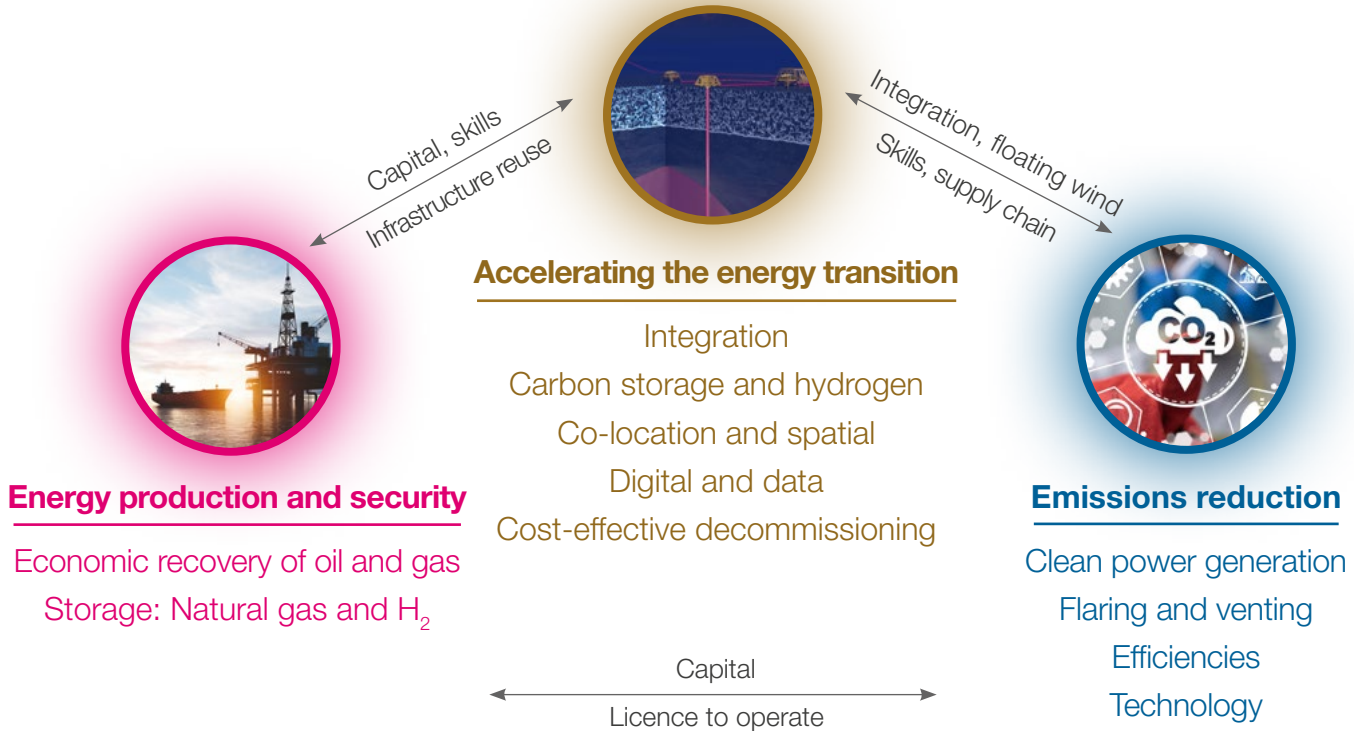 Capital, skills
Infrastructure reuse
Integration, floating wind
Skills, supply chain
Accelerating the energy transition
Integration
Carbon storage and hydrogen
Co-location and spatial
Digital and data
Cost-effective decommissioning
Energy production and security
Economic recovery of oil and gas
Storage: Natural gas and H₂
CO₂
Emissions reduction
Clean power generation
Flaring and venting
Efficiencies
Technology
Capital
Licence to operate